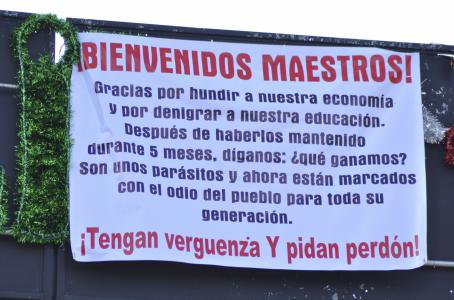 ¡BIENVENIDOS MAESTROS!
Gracias por hundir a nuestra economía
y por denigrar a nuestra educación.
Después de haberlos mantenido
durante 5 meses, díganos: ¿qué ganamos?
Son unos parásitos y ahora están marcados
con el odio del pueblo para toda su
generación.
¡Tengan verguenza Y pidan perdón!